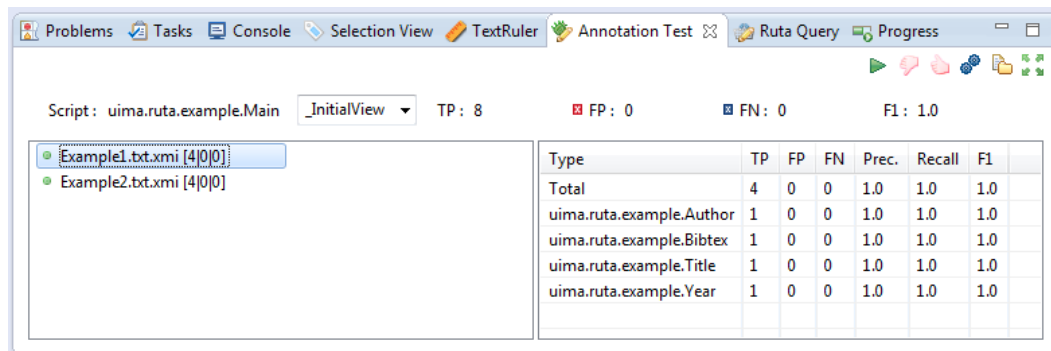 Problems Tasks Console Selection View TextRuler Annotation Test Ruta Query Progress
Script : uima.ruta.example.Main _InitialView TP : 8 FP : 0 FN : 0 F1 : 1.0
Example1.txt.xmi [4|0|0]
Example2.txt.xmi [4|0|0]
Type TP FP FN Prec. Recall F1
Total 4 0 0 1.0 1.0 1.0
uima.ruta.example.Author 1 0 0 1.0 1.0 1.0
uima.ruta.example.Bibtex 1 0 0 1.0 1.0 1.0
uima.ruta.example.Title 1 0 0 1.0 1.0 1.0
uima.ruta.example.Year 1 0 0 1.0 1.0 1.0